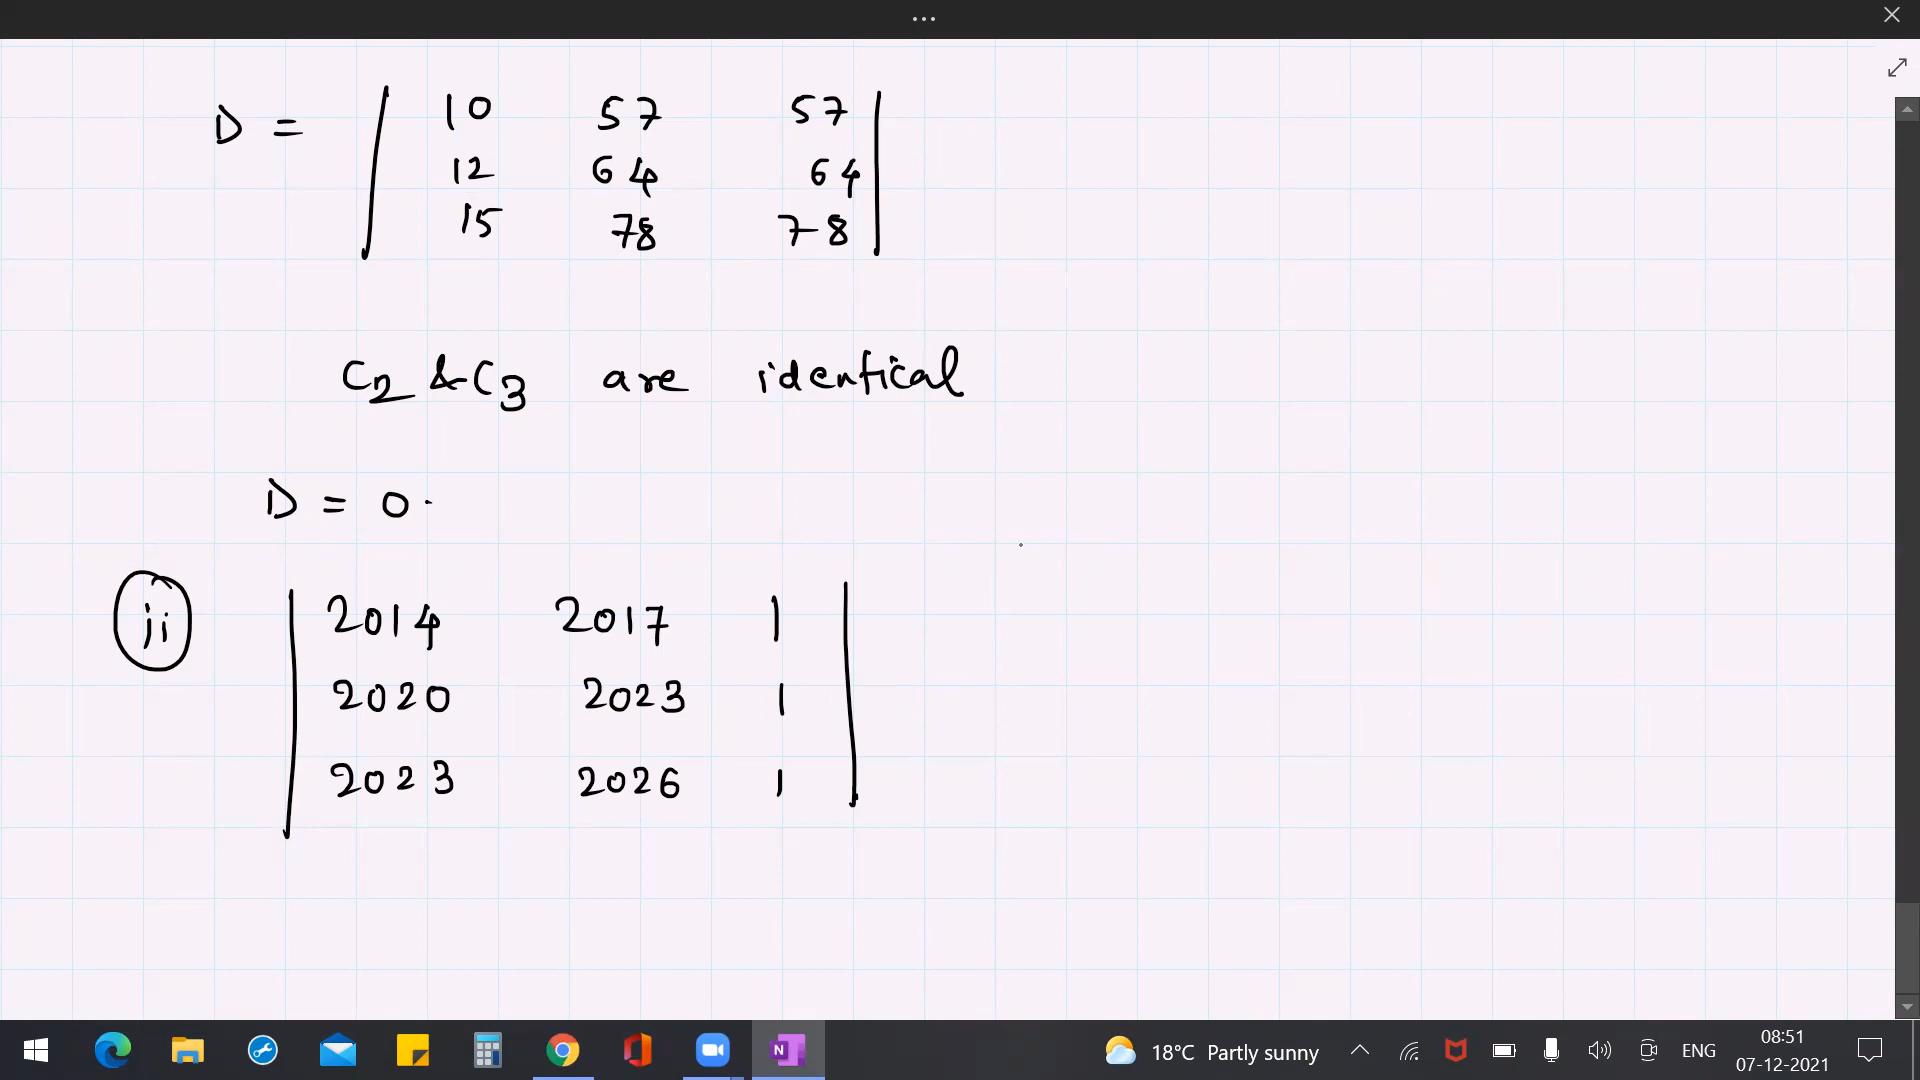 ...
D = | 10 57 57 |
12 64 64
15 78 78
C2 & C3 are identical
D = 0.
ii | 2014 2017 1 |
2020 2023 1
2023 2026 1
18°C Partly sunny
ENG
08:51
07-12-2021